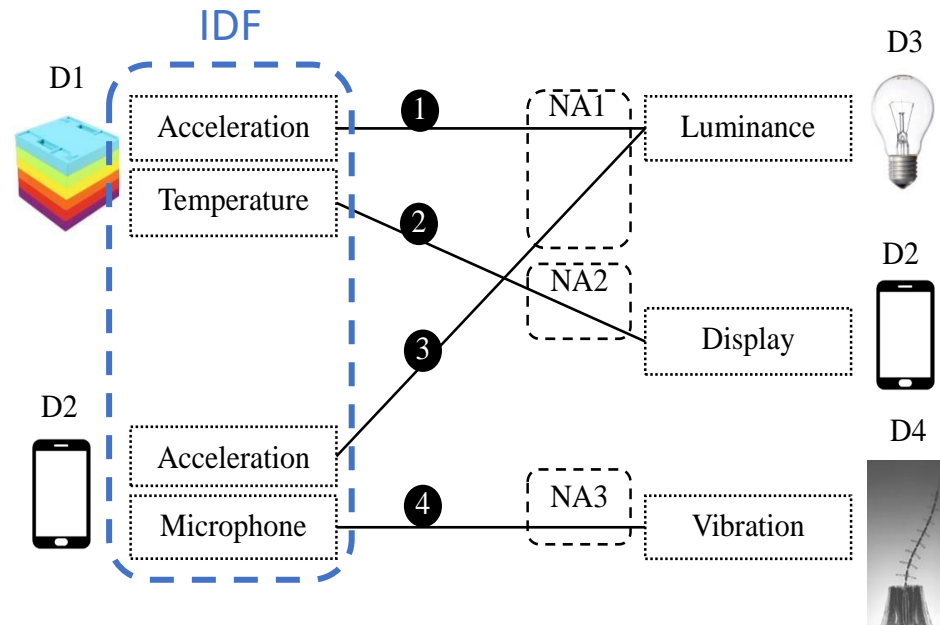 IDF
D1
D3
Acceleration
1
NA1
Luminance
Temperature
2
D2
NA2
3
Display
D2
D4
Acceleration
Microphone
4
NA3
Vibration